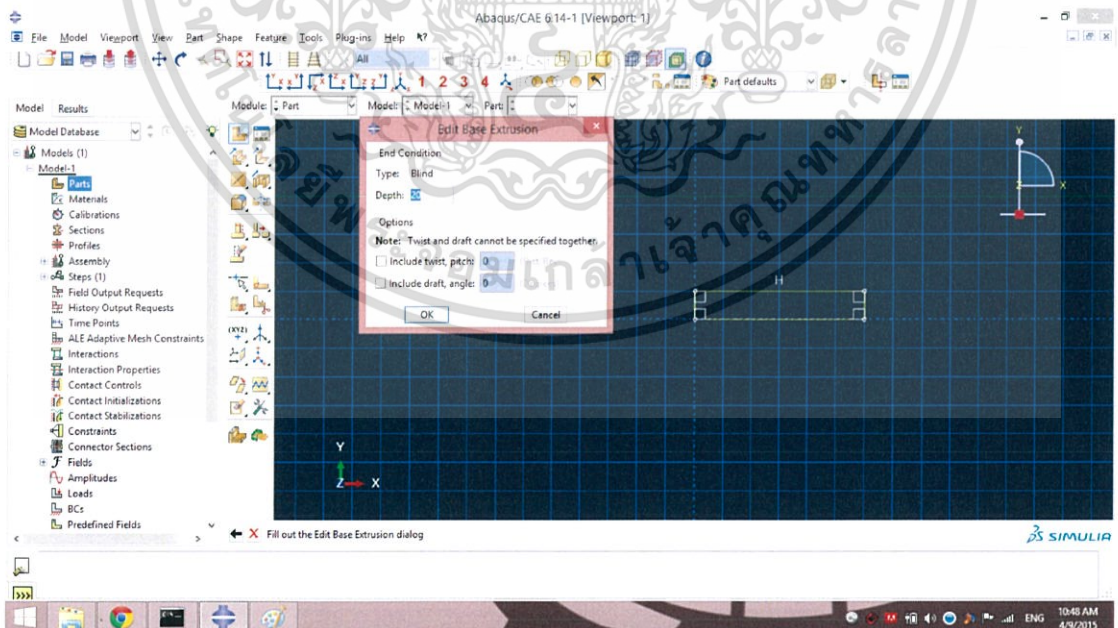 Abaqus/CAE 6.14-1 [Viewport: 1]
File Model Viewport View Part Shape Feature Tools Plug-ins Help
All
1 2 3 4 Part defaults
Model Results Module: Part Model: Model-1 Part:
Model Database
Models (1)
Model-1
Parts
Materials
Calibrations
Sections
Profiles
Assembly
Steps (1)
Field Output Requests
History Output Requests
Time Points
ALE Adaptive Mesh Constraints
Interactions
Interaction Properties
Contact Controls
Contact Initializations
Contact Stabilizations
Constraints
Connector Sections
Fields
Amplitudes
Loads
BCs
Predefined Fields
(XYZ)
Edit Base Extrusion
End Condition
Type: Blind
Depth: 20
Options
Note: Twist and draft cannot be specified together.
Include twist, pitch: 0
Include draft, angle: 0
OK Cancel
Y
Z X
H
Y
Z X
Fill out the Edit Base Extrusion dialog
SIMULIA
>>>
ENG 10:48 AM
4/9/2015